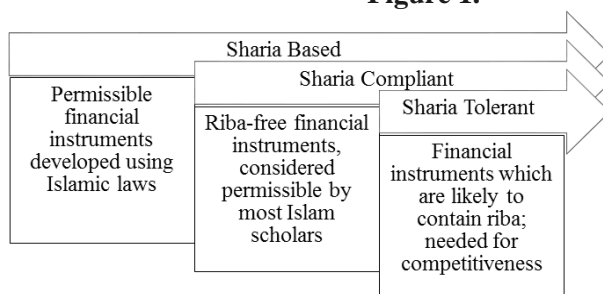 Figure 1.
Sharia Based
Permissible
financial
instruments
developed using
Islamic laws
Sharia Compliant
Riba-free financial
instruments,
considered
permissible by
most Islam
scholars
Sharia Tolerant
Financial
instruments which
are likely to
contain riba;
needed for
competitiveness